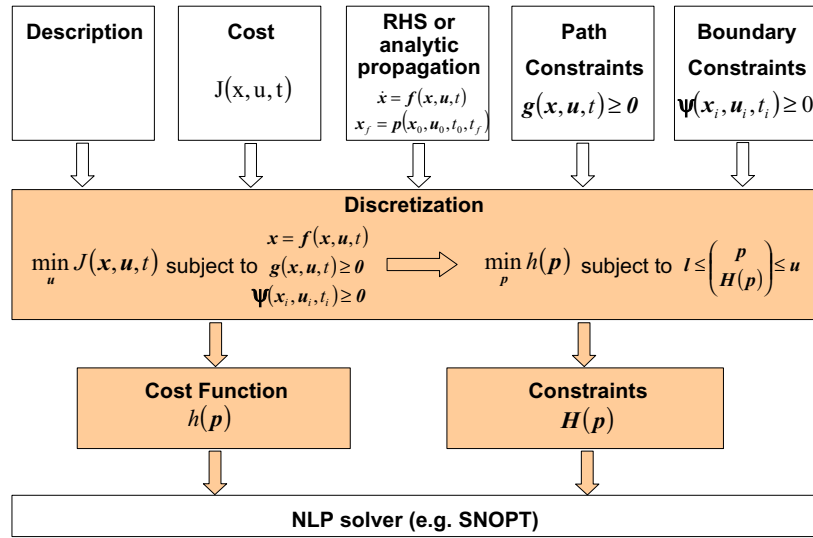 Description
Cost
J(x, u, t)
RHS or
analytic
propagation
ẋ = f(x, u, t)
x_f = p(x_0, u_0, t_0, t_f)
Path
Constraints
g(x, u, t) ≥ 0
Boundary
Constraints
Ψ(x_i, u_i, t_i) ≥ 0
Discretization
min_u J(x, u, t) subject to
x = f(x, u, t)
g(x, u, t) ≥ 0
Ψ(x_i, u_i, t_i) ≥ 0
min_p h(p) subject to l ≤ (p H(p)) ≤ u
Cost Function
h(p)
Constraints
H(p)
NLP solver (e.g. SNOPT)